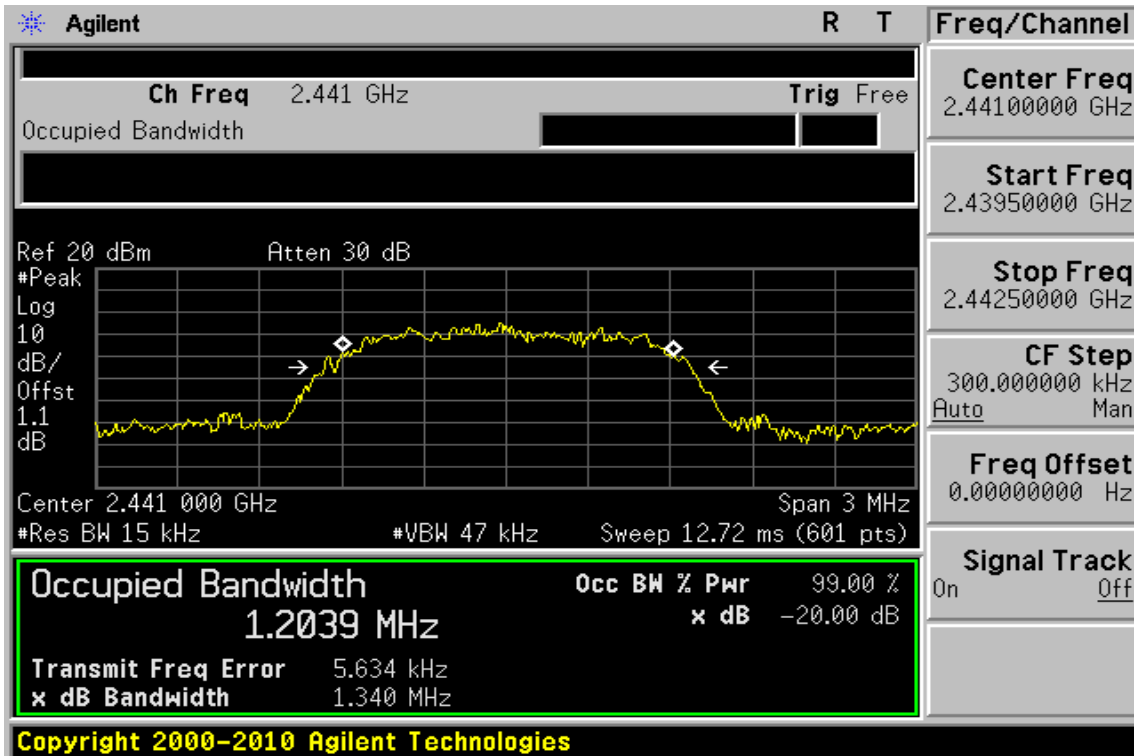 Agilent R T
Ch Freq 2.441 GHz Trig Free
Occupied Bandwidth
Ref 20 dBm Atten 30 dB
#Peak
Log
10
dB/
Offst
1.1
dB
Center 2.441 000 GHz Span 3 MHz
#Res BW 15 kHz #VBW 47 kHz Sweep 12.72 ms (601 pts)
Occupied Bandwidth
1.2039 MHz
Occ BW % Pwr 99.00 %
x dB -20.00 dB
Transmit Freq Error 5.634 kHz
x dB Bandwidth 1.340 MHz
Copyright 2000-2010 Agilent Technologies
Freq/Channel
Center Freq
2.44100000 GHz
Start Freq
2.43950000 GHz
Stop Freq
2.44250000 GHz
CF Step
300.000000 kHz
Auto Man
Freq Offset
0.00000000 Hz
Signal Track
On Off